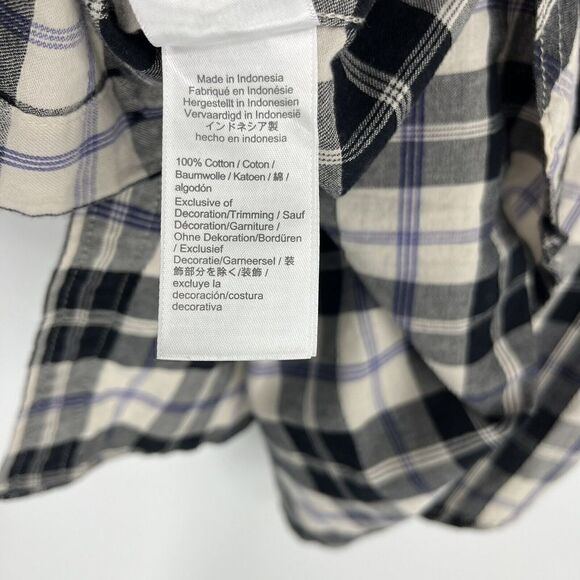 Made in Indonesia
Fabriqué en Indonésie
Hergestellt in Indonesien
Vervaardigd in Indonesië
インドネシア製
hecho en indonesia
100% Cotton / Coton /
Baumwolle / Katoen / 綿 /
algodón
Exclusive of
Decoration/Trimming / Sauf
Décoration/Garniture /
Ohne Dekoration/Bordüren
/ Exclusief
Decoratie/Garneersel / 装
飾部分を除く/装飾 /
excluye la
decoración/costura
decorativa